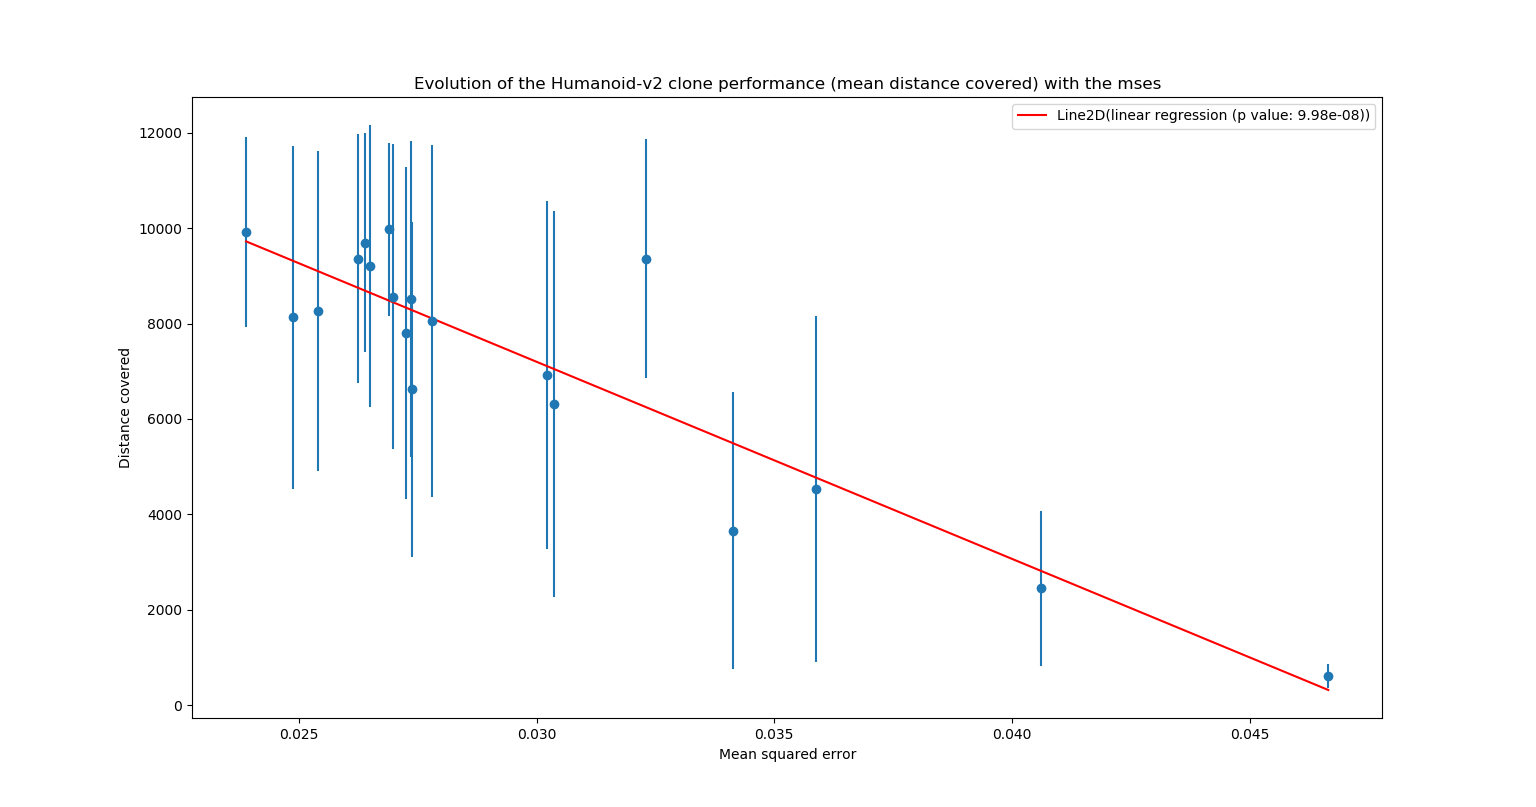 Evolution of the Humanoid-v2 clone performance (mean distance covered) with the mses
Line2D(linear regression (p value: 9.98e-08))
12000
10000
8000
6000
4000
2000
0
Distance covered
0.025 0.030 0.035 0.040 0.045
Mean squared error